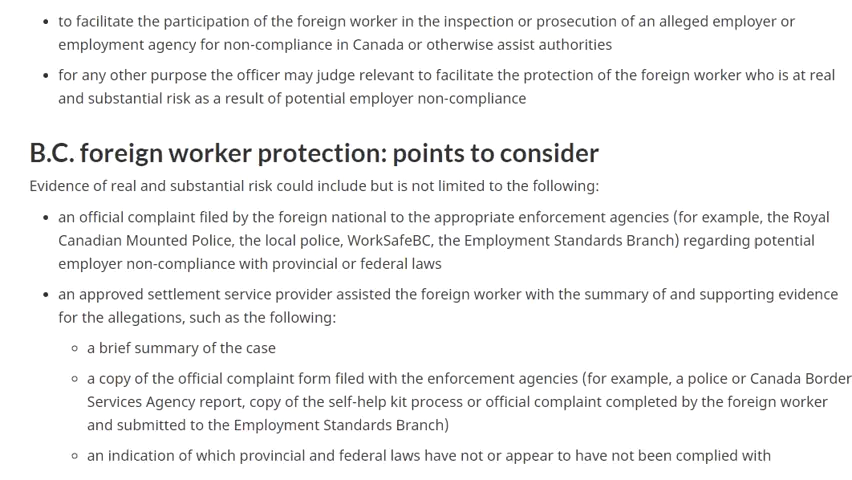 • to facilitate the participation of the foreign worker in the inspection or prosecution of an alleged employer or
employment agency for non-compliance in Canada or otherwise assist authorities
• for any other purpose the officer may judge relevant to facilitate the protection of the foreign worker who is at real
and substantial risk as a result of potential employer non-compliance
B.C. foreign worker protection: points to consider
Evidence of real and substantial risk could include but is not limited to the following:
• an official complaint filed by the foreign national to the appropriate enforcement agencies (for example, the Royal
Canadian Mounted Police, the local police, WorkSafeBC, the Employment Standards Branch) regarding potential
employer non-compliance with provincial or federal laws
• an approved settlement service provider assisted the foreign worker with the summary of and supporting evidence
for the allegations, such as the following:
◦ a brief summary of the case
◦ a copy of the official complaint form filed with the enforcement agencies (for example, a police or Canada Border
Services Agency report, copy of the self-help kit process or official complaint completed by the foreign worker
and submitted to the Employment Standards Branch)
◦ an indication of which provincial and federal laws have not or appear to have not been complied with